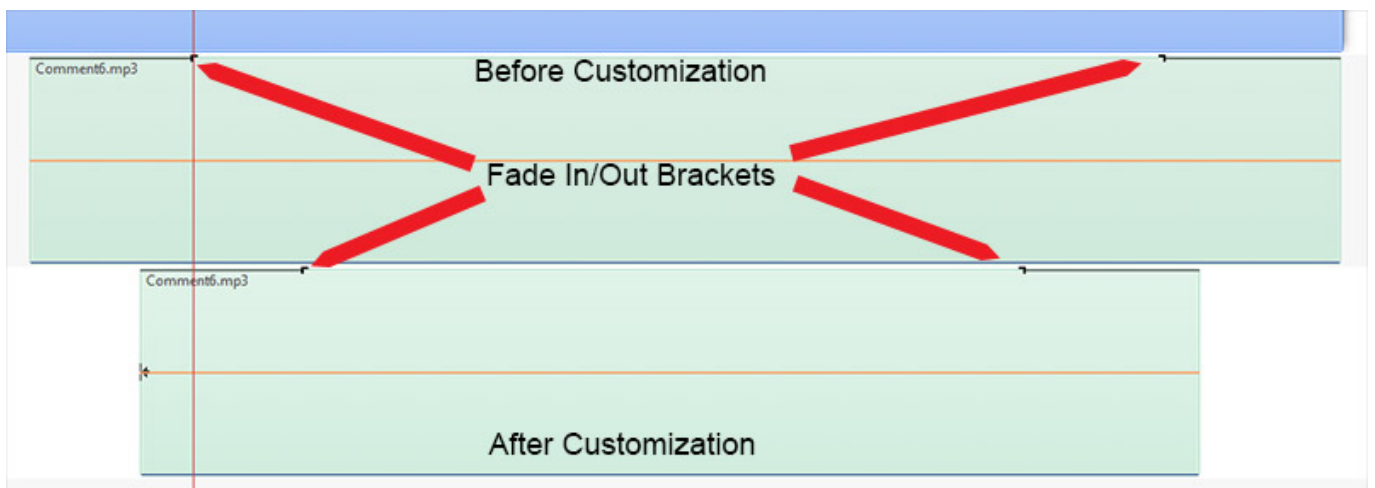 Comment6.mp3
Before Customization
Fade In/Out Brackets
Comment6.mp3
After Customization